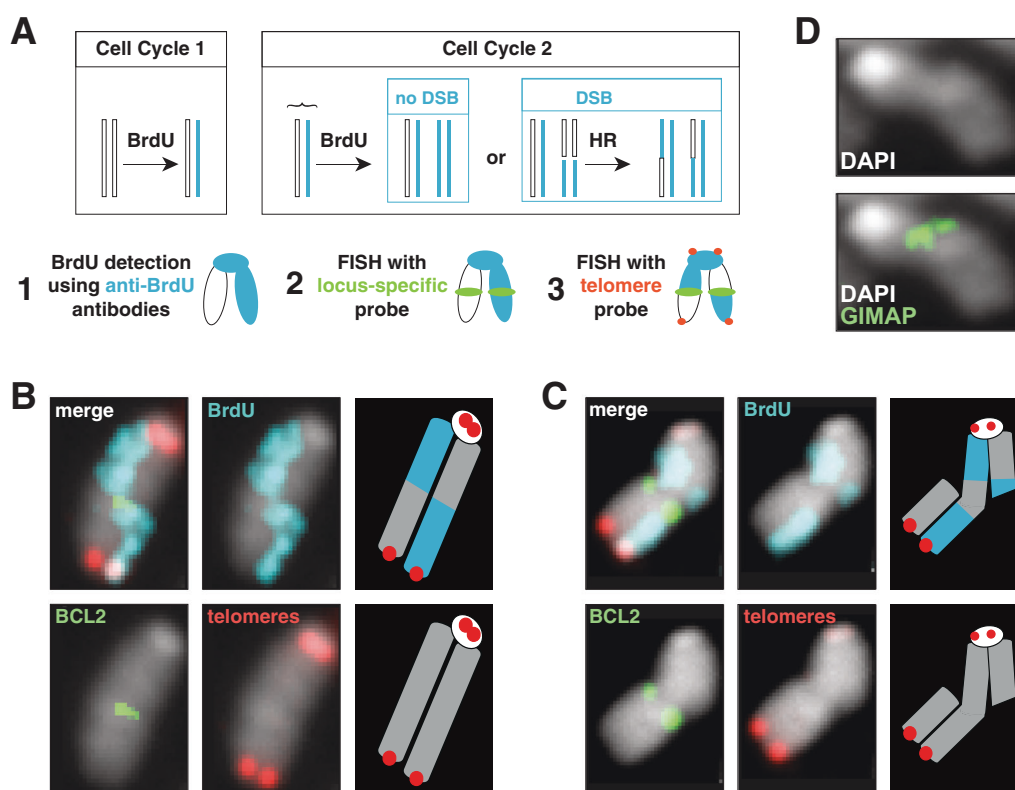 A
Cell Cycle 1
BrdU
Cell Cycle 2
BrdU
no DSB
or
DSB
HR
1
BrdU detection
using anti-BrdU
antibodies
2
FISH with
locus-specific
probe
3
FISH with
telomere
probe
D
DAPI
DAPI
GIMAP
B
merge
BrdU
BCL2
telomeres
C
merge
BrdU
BCL2
telomeres